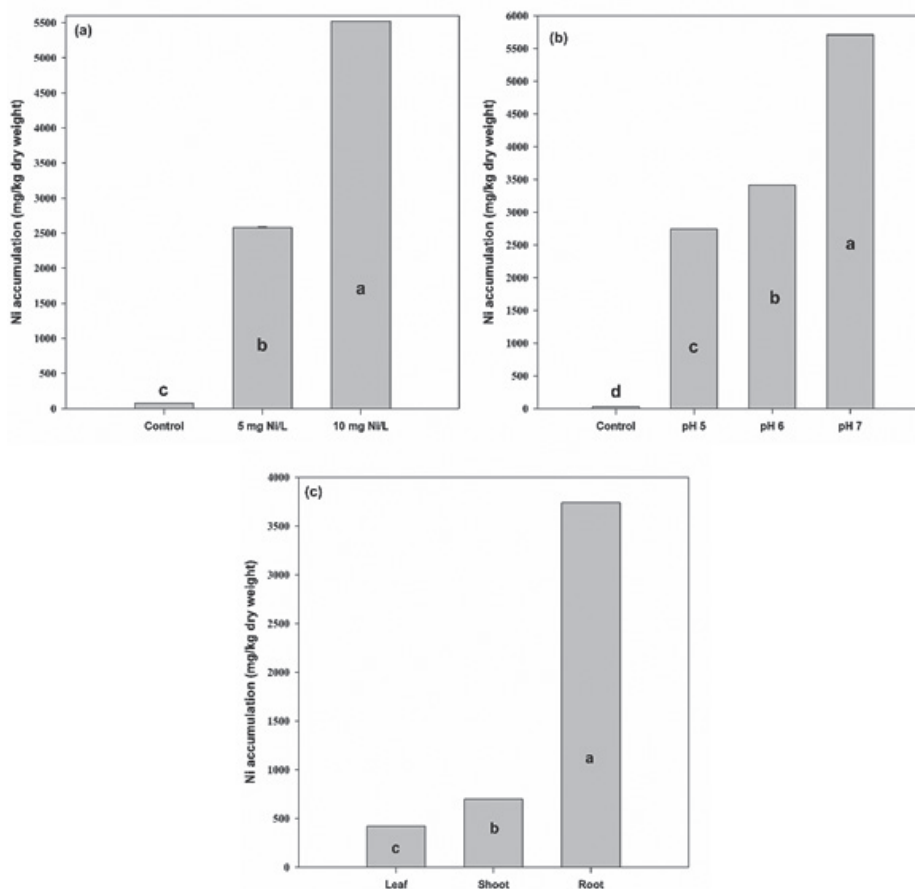 (a)
Ni accumulation (mg/kg dry weight)
5500
5000
4500
4000
3500
3000
2500
2000
1500
1000
500
0
c
b
a
Control 5 mg Ni/L 10 mg Ni/L
(b)
Ni accumulation (mg/kg dry weight)
6000
5500
5000
4500
4000
3500
3000
2500
2000
1500
1000
500
0
d
c
b
a
Control pH 5 pH 6 pH 7
(c)
Ni accumulation (mg/kg dry weight)
4000
3500
3000
2500
2000
1500
1000
500
0
c
b
a
Leaf Shoot Root